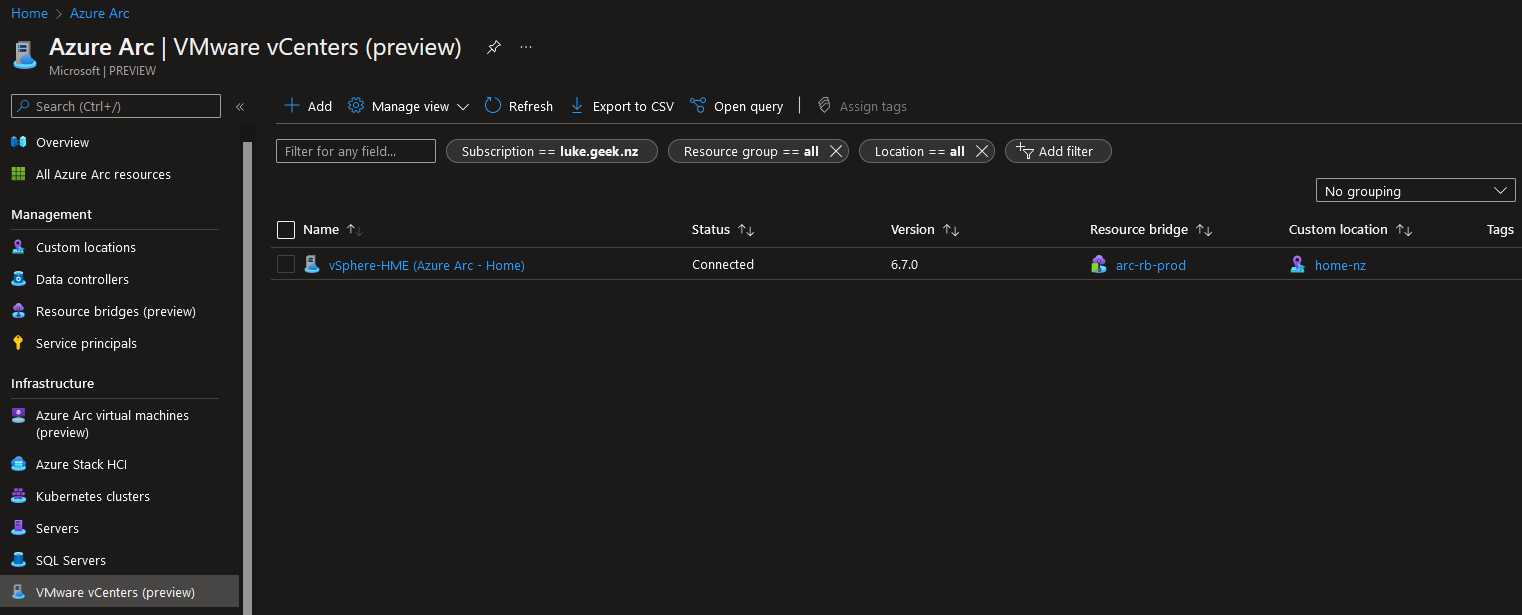 Home > Azure Arc
Azure Arc | VMware vCenters (preview) ...
Microsoft | PREVIEW
Search (Ctrl+/) «
Overview
All Azure Arc resources
Management
Custom locations
Data controllers
Resource bridges (preview)
Service principals
Infrastructure
Azure Arc virtual machines
(preview)
Azure Stack HCI
Kubernetes clusters
Servers
SQL Servers
VMware vCenters (preview)
Add Manage view Refresh Export to CSV Open query Assign tags
Filter for any field... Subscription == luke.geek.nz Resource group == all Location == all Add filter
No grouping
Name ↑↓ Status ↑↓ Version ↑↓ Resource bridge ↑↓ Custom location ↑↓ Tags
vSphere-HME (Azure Arc - Home) Connected 6.7.0 arc-rb-prod home-nz